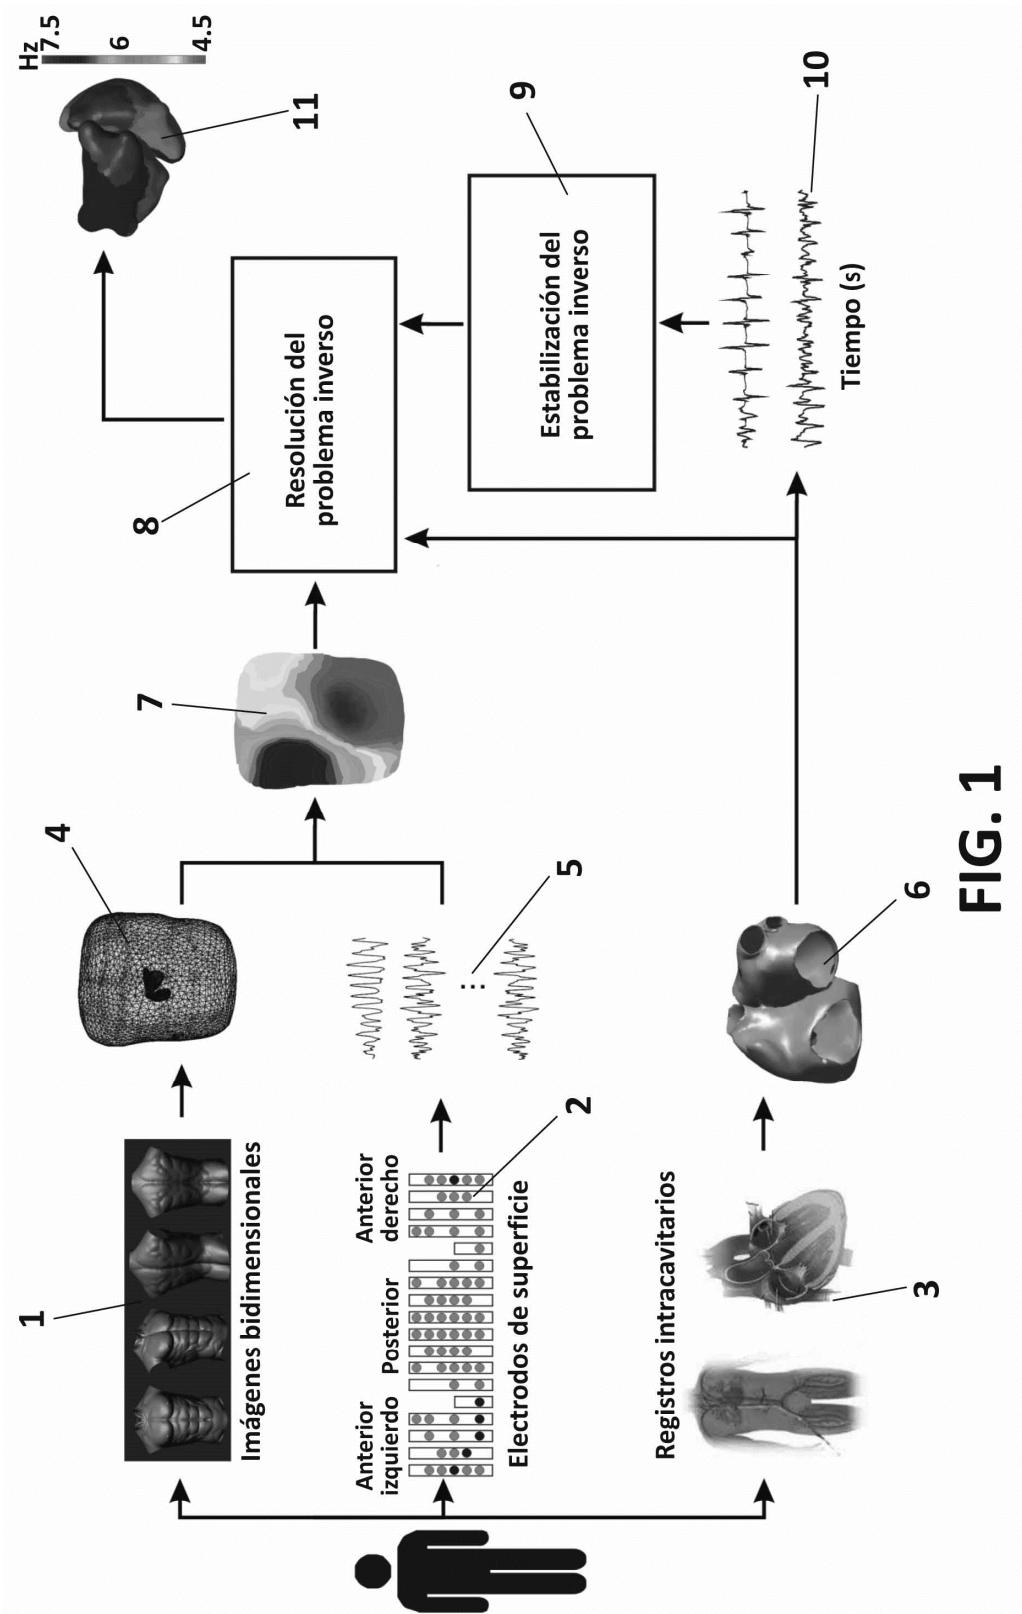 1
Imágenes bidimensionales
Anterior
izquierdo
Posterior
Anterior
derecho
2
Electrodos de superficie
Registros intracavitarios
3
4
5
6
7
8
Resolución del
problema inverso
9
Estabilización del
problema inverso
10
Tiempo (s)
11
Hz
7.5
6
4.5
FIG. 1